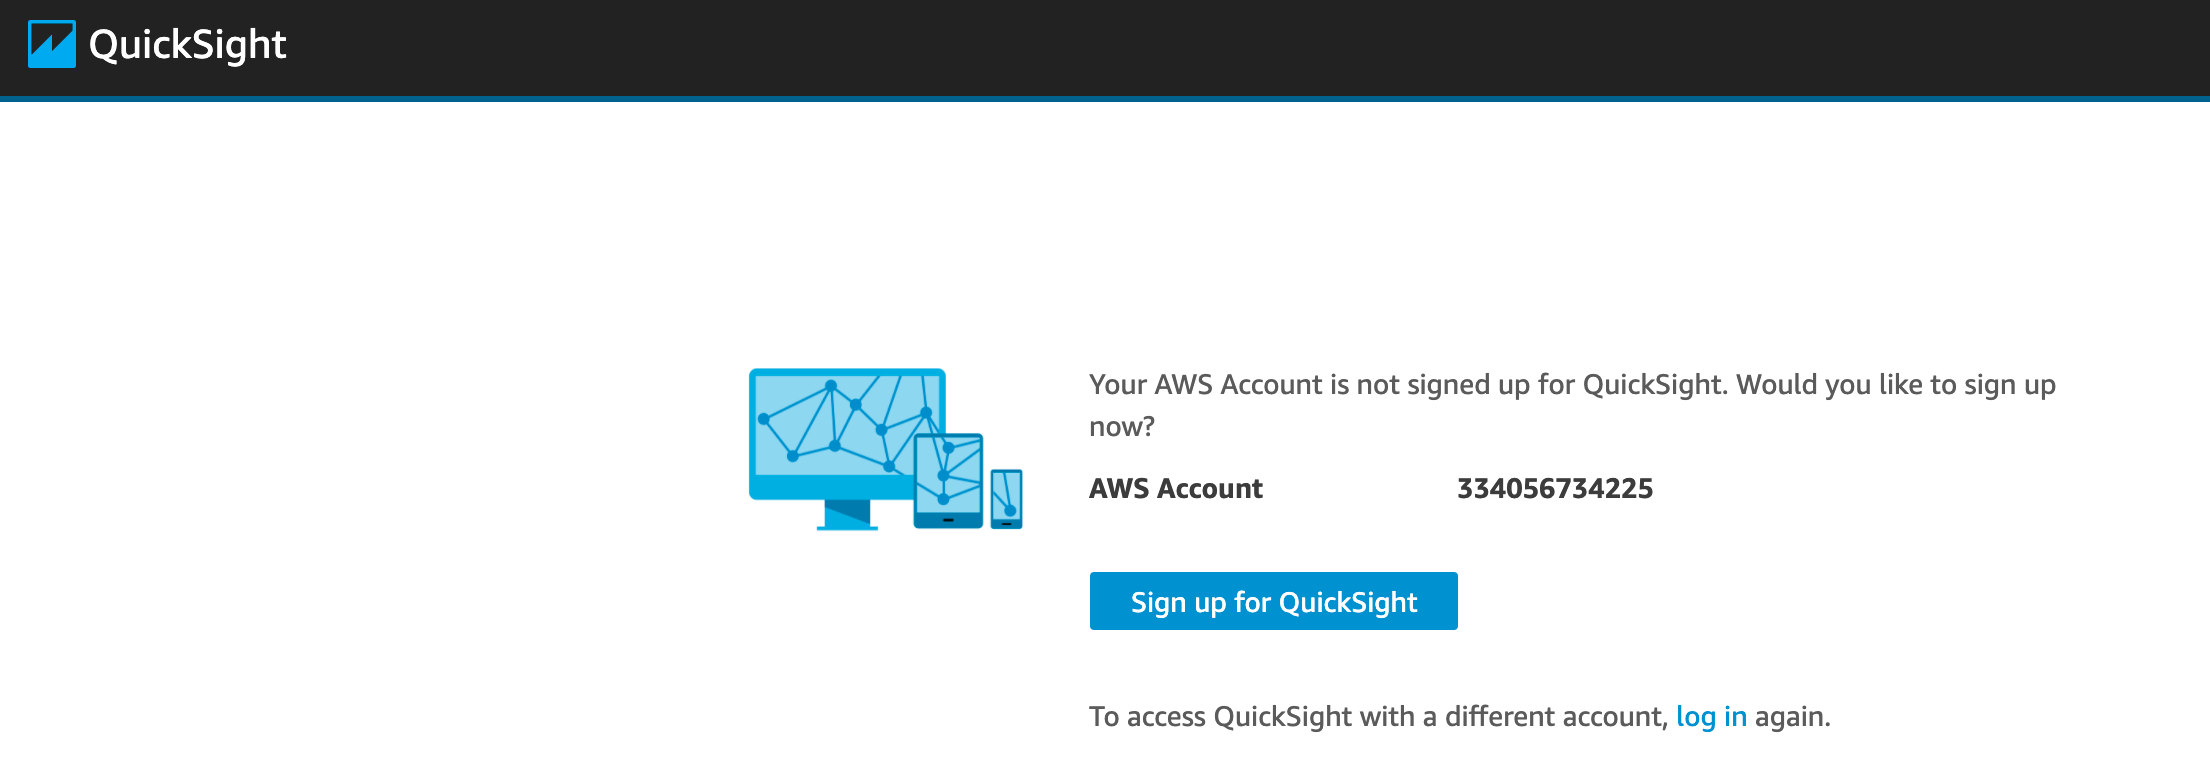 QuickSight
Your AWS Account is not signed up for QuickSight. Would you like to sign up
now?
AWS Account 334056734225
Sign up for QuickSight
To access QuickSight with a different account, log in again.